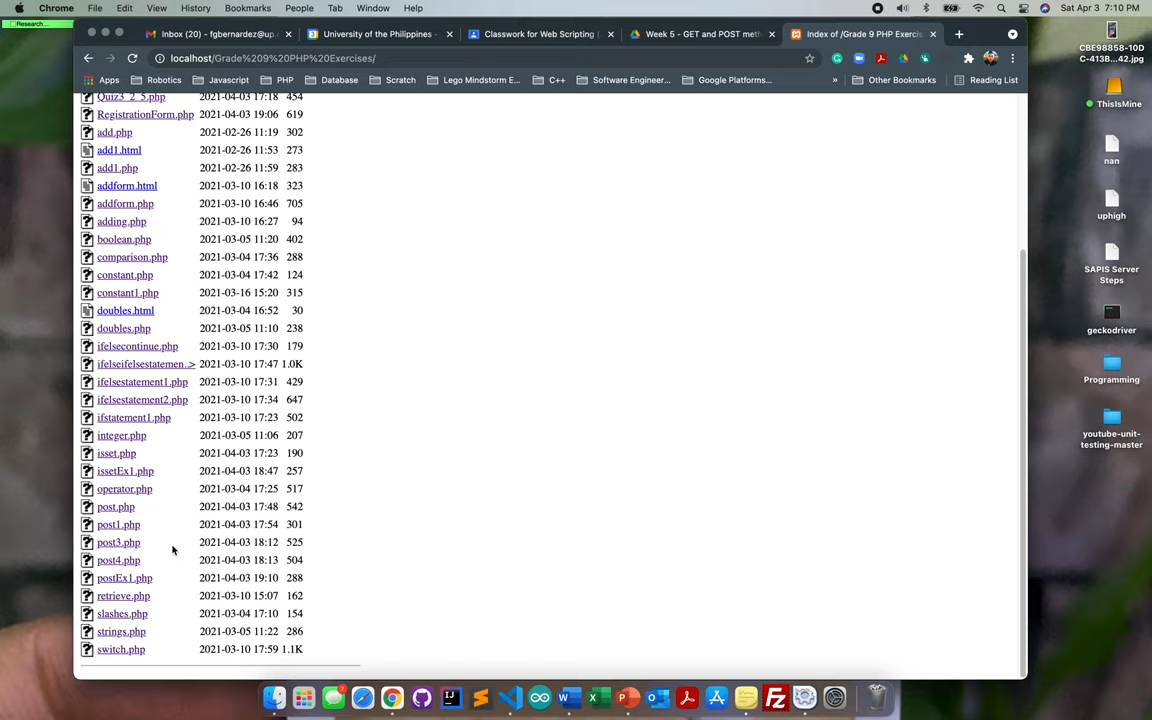 Chrome File Edit View History Bookmarks People Tab Window Help Sat Apr 3 7:10 PM
Research...
Inbox (20) - fgbernardez@up. University of the Philippines - Classwork for Web Scripting ( Week 5 - GET and POST meth Index of /Grade 9 PHP Exercis
localhost/Grade%209%20PHP%20Exercises/
Apps Robotics Javascript PHP Database Scratch Lego Mindstorm E... C++ Software Engineer... Google Platforms... » Other Bookmarks Reading List
Quiz3_2_5.php 2021-04-03 17:18 454
RegistrationForm.php 2021-04-03 19:06 619
add.php 2021-02-26 11:19 302
add1.html 2021-02-26 11:53 273
add1.php 2021-02-26 11:59 283
addform.html 2021-03-10 16:18 323
addform.php 2021-03-10 16:46 705
adding.php 2021-03-10 16:27 94
boolean.php 2021-03-05 11:20 402
comparison.php 2021-03-04 17:36 288
constant.php 2021-03-04 17:42 124
constant1.php 2021-03-16 15:20 315
doubles.html 2021-03-04 16:52 30
doubles.php 2021-03-05 11:10 238
ifelsecontinue.php 2021-03-10 17:30 179
ifelseifelsestatemen..> 2021-03-10 17:47 1.0K
ifelsestatement1.php 2021-03-10 17:31 429
ifelsestatement2.php 2021-03-10 17:34 647
ifstatement1.php 2021-03-10 17:23 502
integer.php 2021-03-05 11:06 207
isset.php 2021-04-03 17:23 190
issetEx1.php 2021-04-03 18:47 257
operator.php 2021-03-04 17:25 517
post.php 2021-04-03 17:48 542
post1.php 2021-04-03 17:54 301
post3.php 2021-04-03 18:12 525
post4.php 2021-04-03 18:13 504
postEx1.php 2021-04-03 19:10 288
retrieve.php 2021-03-10 15:07 162
slashes.php 2021-03-04 17:10 154
strings.php 2021-03-05 11:22 286
switch.php 2021-03-10 17:59 1.1K
CBE98858-10D
C-413B...42.jpg
ThisIsMine
nan
uphigh
SAPIS Server
Steps
geckodriver
Programming
youtube-unit-
testing-master